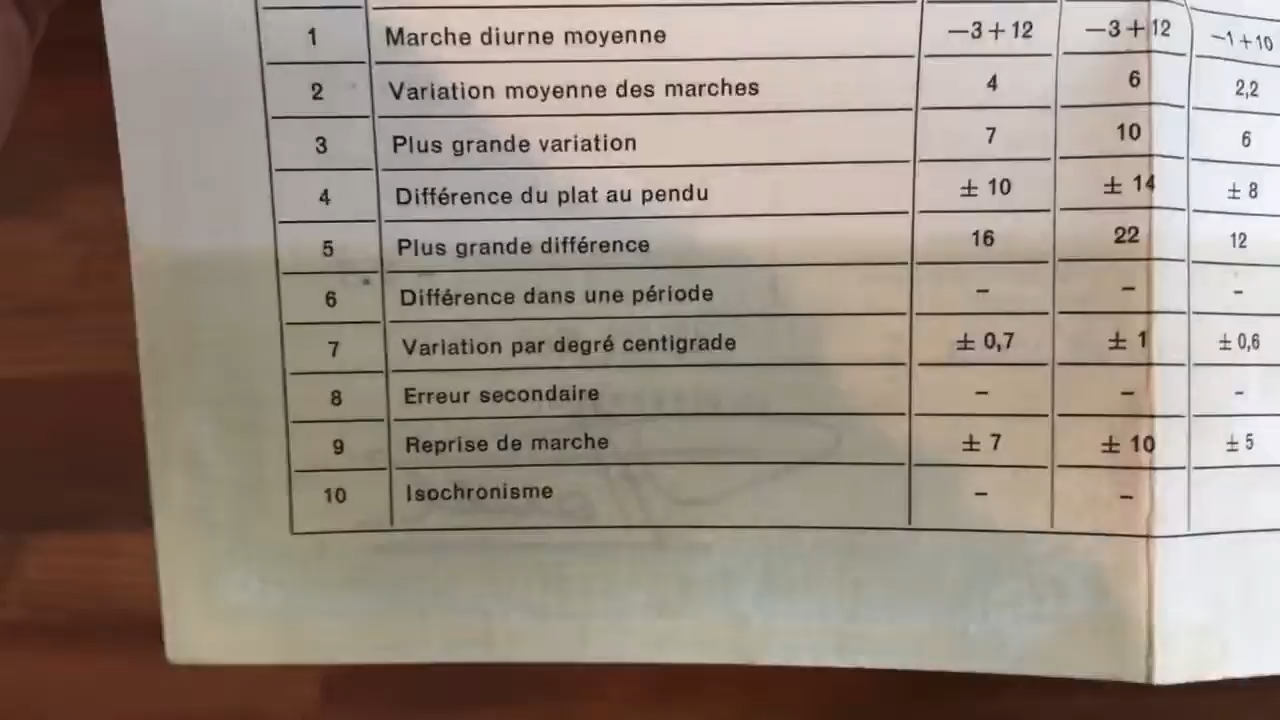 1 Marche diurne moyenne −3+12 −3+12 −1+10
2 Variation moyenne des marches 4 6 2,2
3 Plus grande variation 7 10 6
4 Différence du plat au pendu ± 10 ± 14 ± 8
5 Plus grande différence 16 22 12
6 Différence dans une période – – -
7 Variation par degré centigrade ± 0,7 ± 1 ± 0,6
8 Erreur secondaire – – -
9 Reprise de marche ± 7 ± 10 ± 5
10 Isochronisme – –